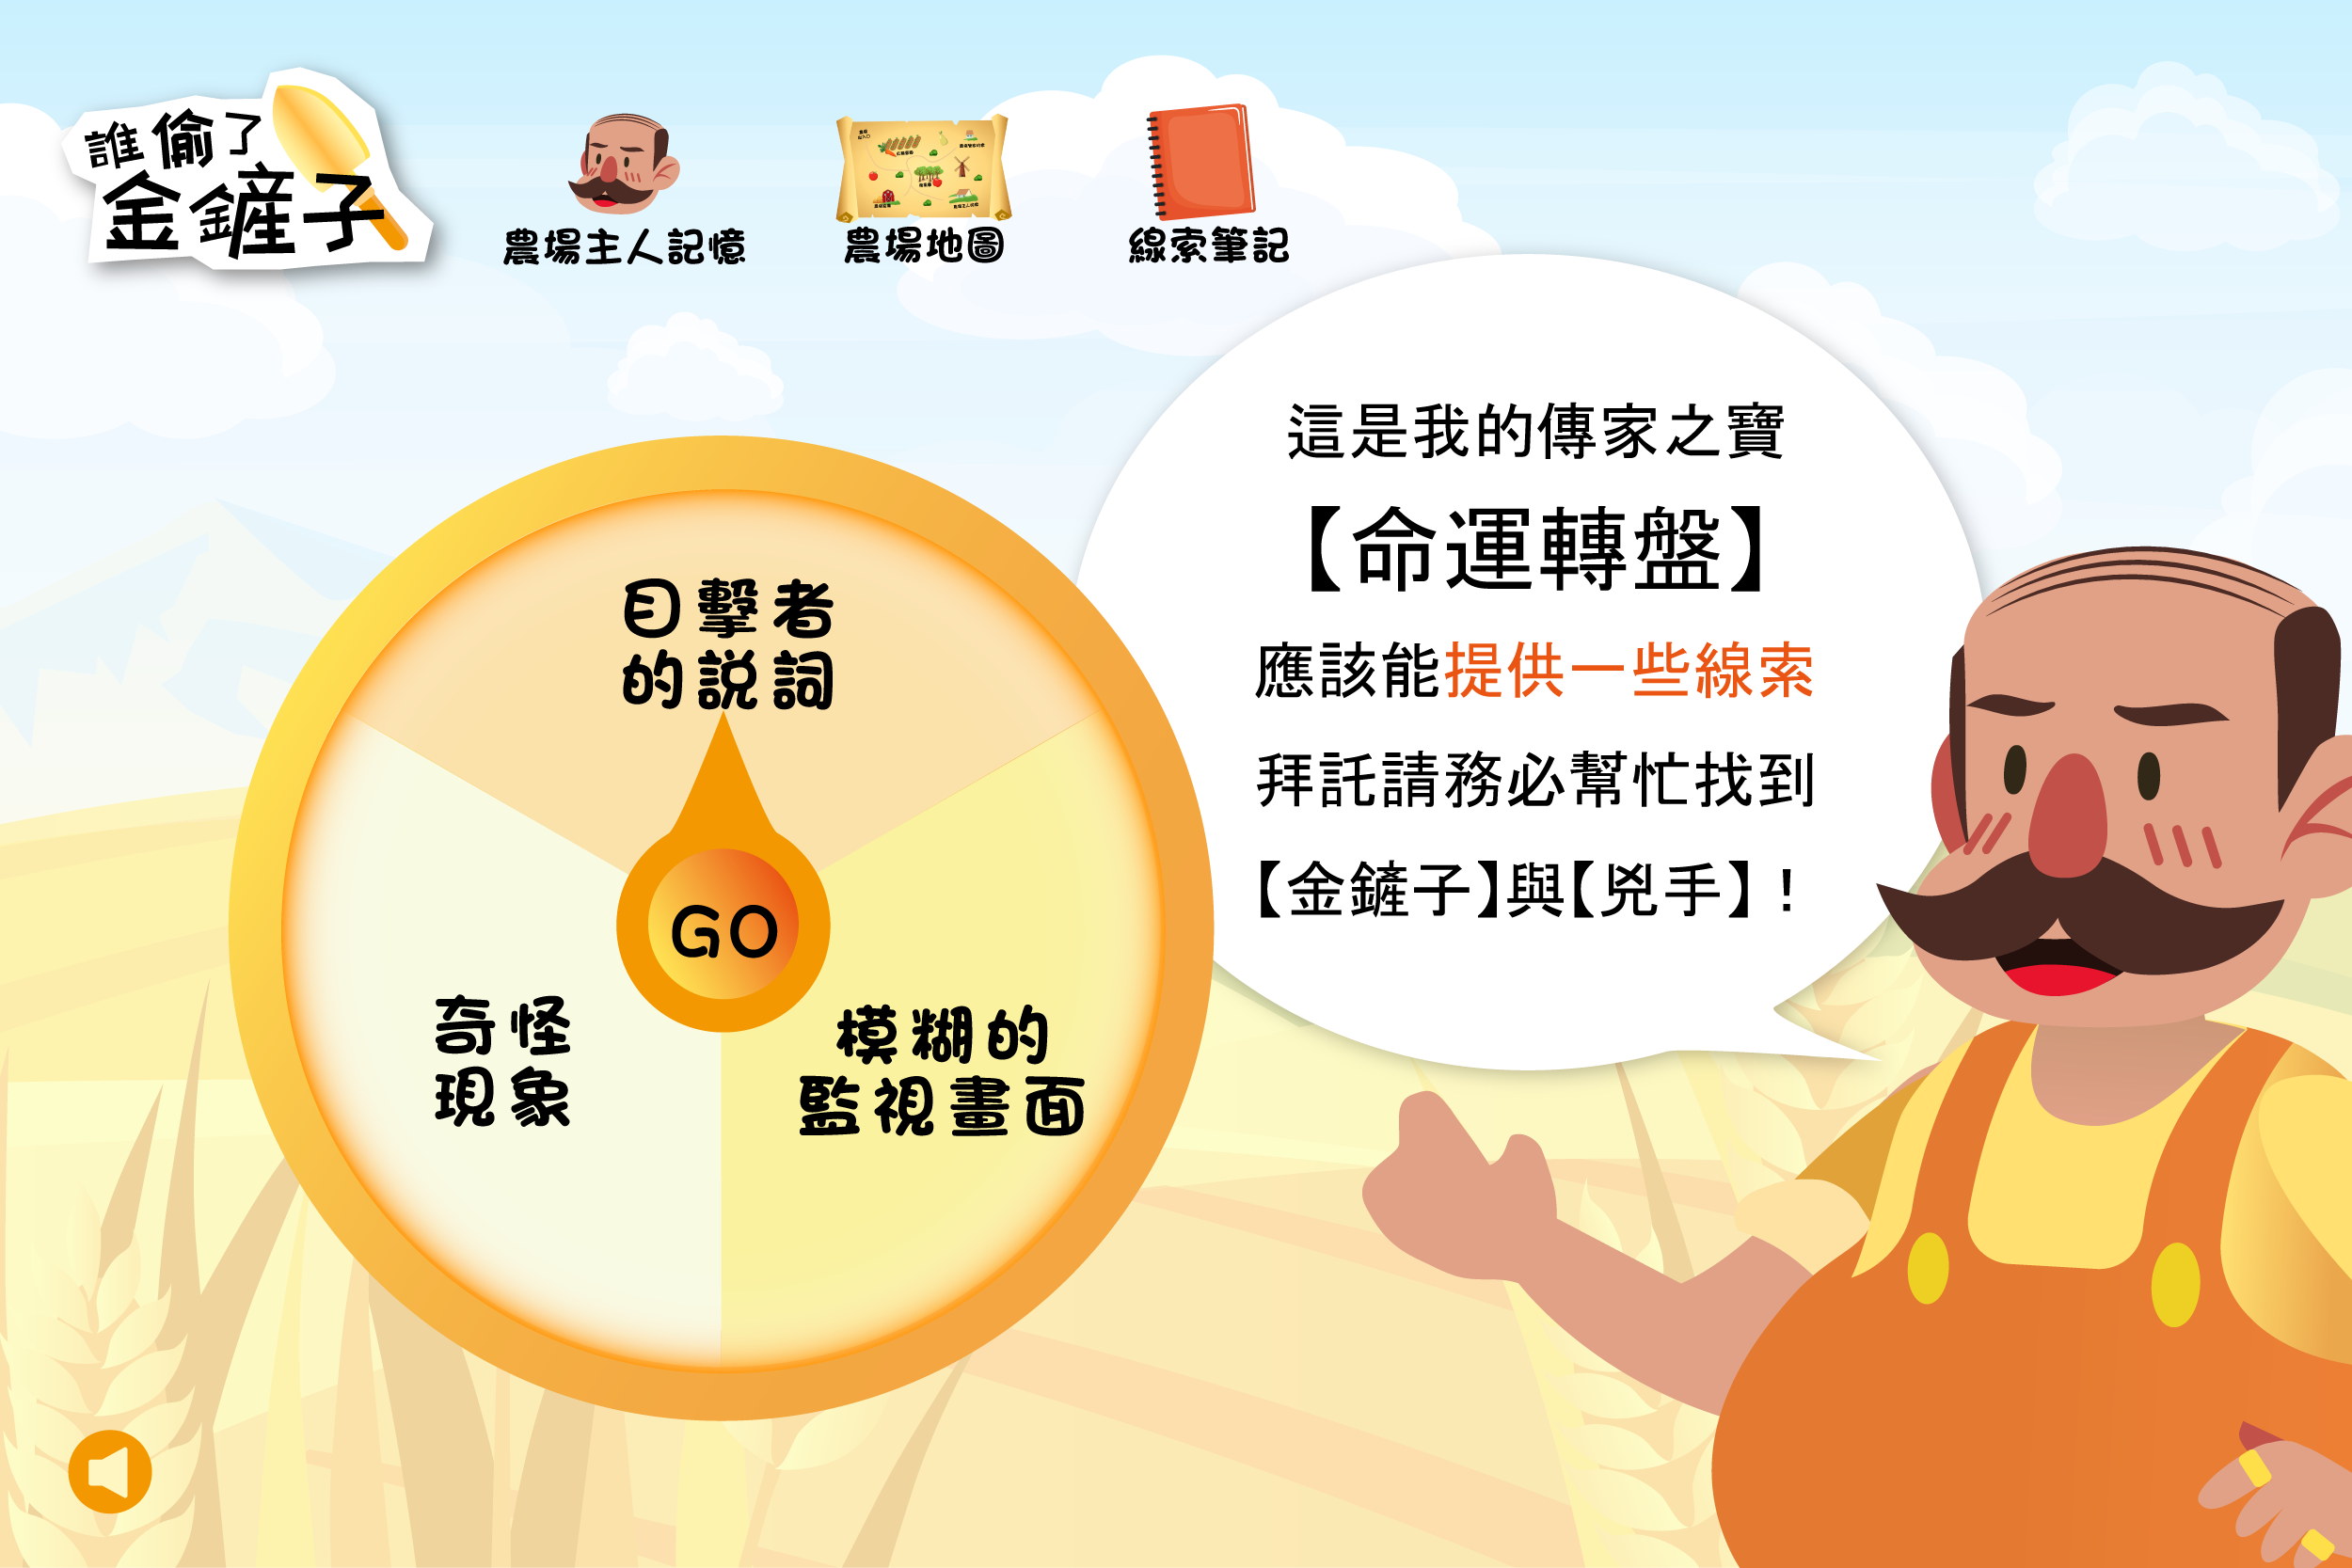 誰偷了
金鏟子
農場主人記憶
農場地圖
線索筆記
這是我的傳家之寶
【命運轉盤】
應該能提供一些線索
拜託請務必幫忙找到
【金鏟子】與【兇手】！
目擊者
的説詞
GO
奇怪
現象
模糊的
監視畫面